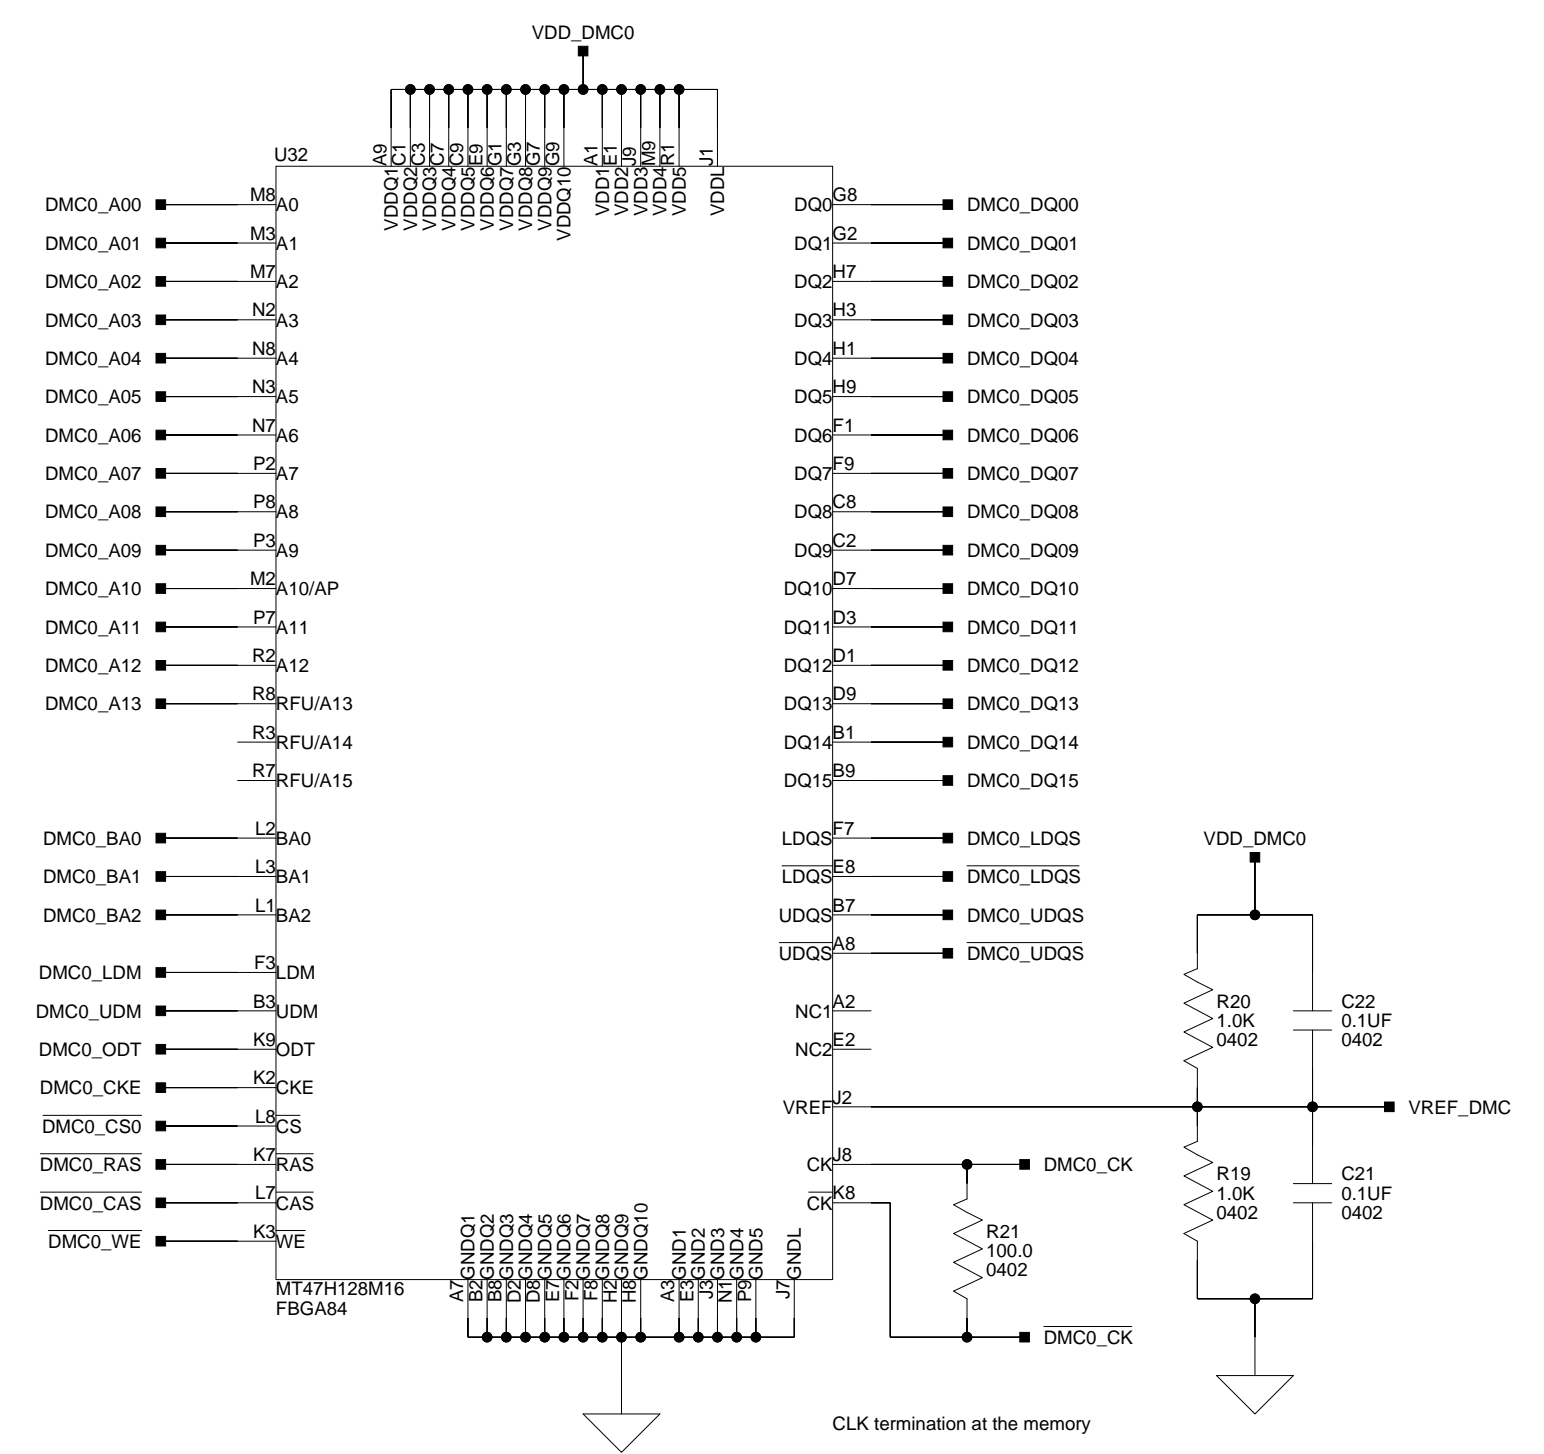 VDD_DMC0
U32
A9 C1 C3 C7 C9 E9 G1 G3 G7 G9 A1 E1 J9 M9 R1 J1
VDDQ1 VDDQ2 VDDQ3 VDDQ4 VDDQ5 VDDQ6 VDDQ7 VDDQ8 VDDQ9 VDDQ10 VDD1 VDD2 VDD3 VDD4 VDD5 VDDL
DMC0_A00 M8 A0 DQ0 G8 DMC0_DQ00
DMC0_A01 M3 A1 DQ1 G2 DMC0_DQ01
DMC0_A02 M7 A2 DQ2 H7 DMC0_DQ02
DMC0_A03 N2 A3 DQ3 H3 DMC0_DQ03
DMC0_A04 N8 A4 DQ4 H1 DMC0_DQ04
DMC0_A05 N3 A5 DQ5 H9 DMC0_DQ05
DMC0_A06 N7 A6 DQ6 F1 DMC0_DQ06
DMC0_A07 P2 A7 DQ7 F9 DMC0_DQ07
DMC0_A08 P8 A8 DQ8 C8 DMC0_DQ08
DMC0_A09 P3 A9 DQ9 C2 DMC0_DQ09
DMC0_A10 M2 A10/AP DQ10 D7 DMC0_DQ10
DMC0_A11 P7 A11 DQ11 D3 DMC0_DQ11
DMC0_A12 R2 A12 DQ12 D1 DMC0_DQ12
DMC0_A13 R8 RFU/A13 DQ13 D9 DMC0_DQ13
R3 RFU/A14 DQ14 B1 DMC0_DQ14
R7 RFU/A15 DQ15 B9 DMC0_DQ15
DMC0_BA0 L2 BA0 LDQS F7 DMC0_LDQS
DMC0_BA1 L3 BA1 LDQS E8 DMC0_LDQS
DMC0_BA2 L1 BA2 UDQS B7 DMC0_UDQS
UDQS A8 DMC0_UDQS
DMC0_LDM F3 LDM
DMC0_UDM B3 UDM NC1 A2
DMC0_ODT K9 ODT NC2 E2
DMC0_CKE K2 CKE VREF J2 VREF_DMC
DMC0_CS0 L8 CS
DMC0_RAS K7 RAS CK J8 DMC0_CK
DMC0_CAS L7 CAS CK K8
DMC0_WE K3 WE
VDD_DMC0
R20
1.0K
0402
C22
0.1UF
0402
R19
1.0K
0402
C21
0.1UF
0402
R21
100.0
0402
DMC0_CK
GNDQ1 GNDQ2 GNDQ3 GNDQ4 GNDQ5 GNDQ6 GNDQ7 GNDQ8 GNDQ9 GNDQ10 GND1 GND2 GND3 GND4 GND5 GNDL
A7 B2 B8 D2 D8 E7 F2 F8 H2 H8 A3 E3 J3 N1 P9 J7
MT47H128M16
FBGA84
CLK termination at the memory